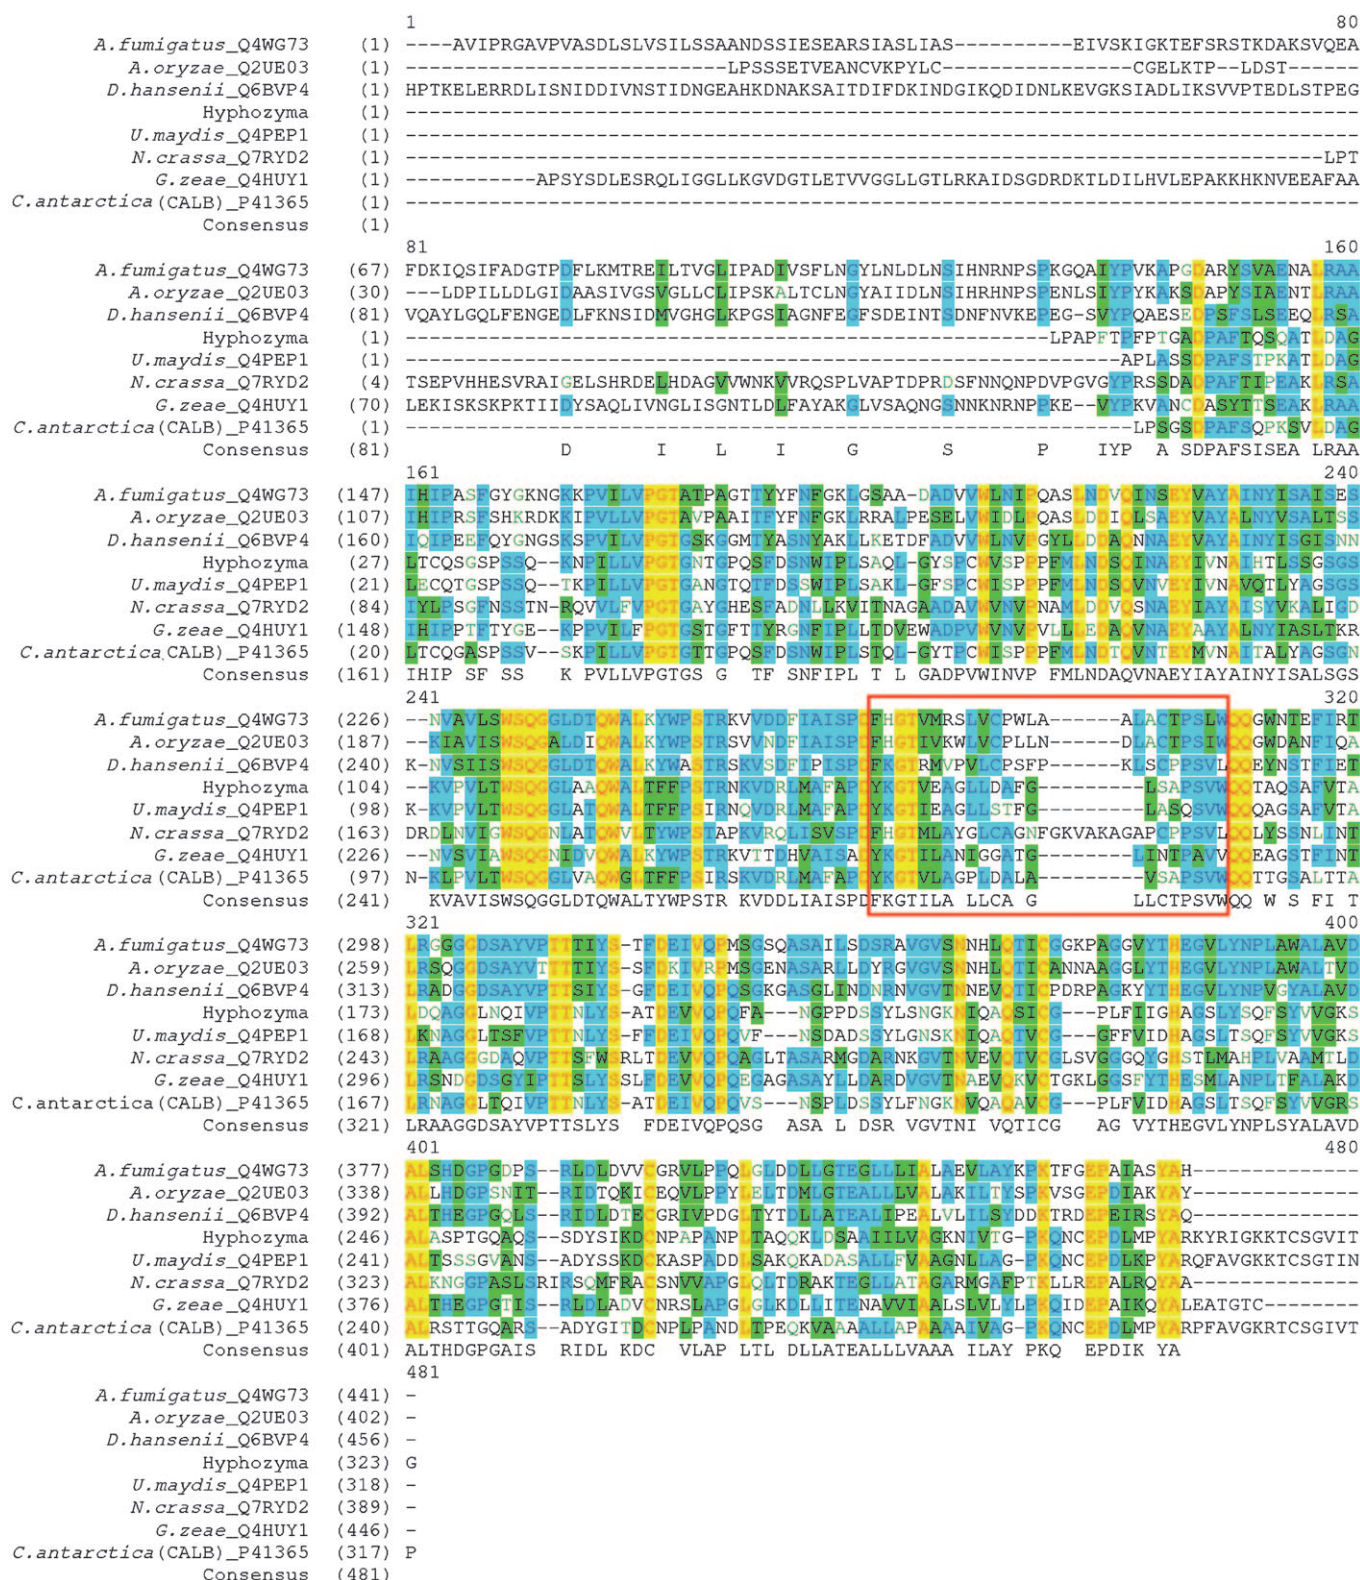 1 80
A.fumigatus_Q4WG73 (1) ----AVIPRGAVPVASDLSLVSILSSAANDSSIESEARSIASLIAS----------EIVSKIGKTEFSRSTKDAKSVQEA
A.oryzae_Q2UE03 (1) ---------------------------LPSSSETVEANCVKPYLC----------------CGELKTP--LDST------
D.hansenii_Q6BVP4 (1) HPTKELERRDLISNIDDIVNSTIDNGEAHKDNAKSAITDIFDKINDGIKQDIDNLKEVGKSIADLIKSVVPTEDLSTPEG
Hyphozyma (1) --------------------------------------------------------------------------------
U.maydis_Q4PEP1 (1) --------------------------------------------------------------------------------
N.crassa_Q7RYD2 (1) -----------------------------------------------------------------------------LPT
G.zeae_Q4HUY1 (1) -----------APSYSDLESRQLIGGLLKGVDGTLETVVGGLLGTLRKAIDSGDRDKTLDILHVLEPAKKHKNVEEAFAA
C.antarctica(CALB)_P41365 (1) --------------------------------------------------------------------------------
Consensus (1)
81 160
A.fumigatus_Q4WG73 (67) FDKIQSIFADGTPDFLKMTREILTVGLIPADIVSFLNGYLNLDLNSIHNRNPSPKGQAIYPVKAPGDARYSVAENALRAA
A.oryzae_Q2UE03 (30) ---LDPILLDLGIDAASIVGSVGLLCLIPSKALTCLNGYAIIDLNSIHRHNPSPENLSIYPYKAKSDAPYSIAENTLRAA
D.hansenii_Q6BVP4 (81) VQAYLGQLFENGEDLFKNSIDMVGHGLKPGSIAGNFEGFSDEINTSDNFNVKEPEG-SVYPQAESEDPSFSLSEEQLRSA
Hyphozyma (1) ------------------------------------------------------LPAPFTPFPTGADPAFTQSQATLDAG
U.maydis_Q4PEP1 (1) ------------------------------------------------------------APLASSDPAFSTPKATLDAG
N.crassa_Q7RYD2 (4) TSEPVHHESVRAIGELSHRDELHDAGVVWNKVVRQSPLVAPTDPRDSFNNQNPDVPGVGYPRSSDADPAFTIPEAKLRSA
G.zeae_Q4HUY1 (70) LEKISKSKPKTIIDYSAQLIVNGLISGNTLDLFAYAKGLVSAQNGSNNKNRNPPKE--VYPKVANCDASYTTSEAKLRAA
C.antarctica(CALB)_P41365 (1) -------------------------------------------------------------LPSGSDPAFSQPKSVLDAG
Consensus (81) D I L I G S P IYP A SDPAFSISEA LRAA
161 240
A.fumigatus_Q4WG73 (147) IHIPASFGYGKNGKKPVILVPGTATPAGTTYYFNFGKLGSAA-DADVVWLNIPQASLNDVQINSEYVAYAINYISAISES
A.oryzae_Q2UE03 (107) IHIPRSFSHKRDKKIPVLLVPGTAVPAAITFYFNFGKLRRALPESELVWIDLPQASLDDIQLSAEYVAYALNYVSALTSS
D.hansenii_Q6BVP4 (160) IQIPEEFQYGNGSKSPVILVPGTGSKGGMTYASNYAKLLKETDFADVVWLNVPGYLLDDAQNNAEYVAYAINYISGISNN
Hyphozyma (27) LTCQSGSPSSQ--KNPILLVPGTGNTGPQSFDSNWIPLSAQL-GYSPCWVSPPPFMLNDSQINAEYIVNAIHTLSSGSGS
U.maydis_Q4PEP1 (21) LECQTGSPSSQ--TKPILLVPGTGANGTQTFDSSWIPLSAKL-GFSPCWISPPPFMLNDSQVNVEYIVNAVQTLYAGSGS
N.crassa_Q7RYD2 (84) IYLPSGFNSSTN-RQVVLFVPGTGAYGHESFADNLLKVITNAGAADAVWVNVPNAMLDDVQSNAEYIAYAISYVKALIGD
G.zeae_Q4HUY1 (148) IHIPPTFTYGE--KPPVILFPGTGSTGFTTYRGNFIPLLTDVEWADPVWVNVPVLLLEDAQVNAEYAAYALNYIASLTKR
C.antarctica(CALB)_P41365 (20) LTCQGASPSSV--SKPILLVPGTGTTGPQSFDSNWIPLSTQL-GYTPCWISPPPFMLNDTQVNTEYMVNAITALYAGSGN
Consensus (161) IHIP SF SS K PVLLVPGTGS G TF SNFIPL T L GADPVWINVP FMLNDAQVNAEYIAYAINYISALSGS
241 320
A.fumigatus_Q4WG73 (226) --NVAVLSWSQGGLDTQWALKYWPSTRKVVDDFIAISPDFHGTVMRSLVCPWLA------ALACTPSLWQQGWNTEFIRT
A.oryzae_Q2UE03 (187) --KIAVISWSQGALDIQWALKYWPSTRSVVNDFIAISPDFHGTIVKWLVCPLLN------DLACTPSIWQQGWDANFIQA
D.hansenii_Q6BVP4 (240) K-NVSIISWSQGGLDTQWALKYWASTRSKVSDFIPISPDFKGTRMVPVLCPSFP------KLSCPPSVLQQEYNSTFIET
Hyphozyma (104) --KVPVLTWSQGGLAAQWALTFFPSTRNKVDRLMAFAPDYKGTVEAGLLDAFG--------LSAPSVWQQTAQSAFVTA
U.maydis_Q4PEP1 (98) K-KVPVLTWSQGGLATQWALTFFPSIRNQVDRLMAFAPDYKGTIEAGLLSTFG--------LASQSVWQQQAGSAFVTA
N.crassa_Q7RYD2 (163) DRDLNVIGWSQGNLATQWVLTYWPSTAPKVRQLISVSPDFHGTMLAYGLCAGNFGKVAKAGAPCPPSVLQQLYSSNLINT
G.zeae_Q4HUY1 (226) --NVSVIAWSQGNIDVQWALKYWPSTRKVTTDHVAISADYKGTILANIGGATG--------LINTPAVVQQEAGSTFINT
C.antarctica(CALB)_P41365 (97) N-KLPVLTWSQGGLVAQWGLTFFPSIRSKVDRLMAFAPDYKGTVLAGPLDALA--------VSAPSVWQQTTGSALTTA
Consensus (241) KVAVISWSQGGLDTQWALTYWPSTRKVDDLIAISPDFKGTILA LLCAG G LLCTPSVWQQ W S FI T
321 400
A.fumigatus_Q4WG73 (298) LRGGGGDSAYVPTTTIYS-TFDEIVQPMSGSQASAILSDSRAVGVSNNHLQTICGGKPAGGVYTHEGVLYNPLAWALAVD
A.oryzae_Q2UE03 (259) LRSQGGDSAYVTTTTIYS-SFDKIVRPMSGENASARLLDYRGVGVSNNHLQTICANNAAGGLYTHEGVLYNPLAWALTVD
D.hansenii_Q6BVP4 (313) LRADGGDSAYVPTTSIYS-GFDEIVQPQSGKGASGLINDNRNVGVTNNEVQTICPDRPAGKYYTHEGVLYNPVGYALAVD
Hyphozyma (173) LDQAGGLNQIVPTTNLYS-ATDEVVQPQFA---NGPPDSSYLSNGKNIQAQSICG---PLFIIGHAGSLYSQFSYVVGKS
U.maydis_Q4PEP1 (168) LKNAGGLTSFVPTTNLYS-FFDEIVQPQVF---NSDADSSYLGNSKNIQAQTVCG---GFFVIDHAGSLTSQFSYVVGKS
N.crassa_Q7RYD2 (243) LRAAGGGDAQVPTTSFWSRLTDEVVQPQAGLTASARMGDARNKGVTNVEVQTVCGLSVGGGQYGHSTLMAHPLVAAMTLD
G.zeae_Q4HUY1 (296) LRSNDGDSGYIPTTSLYSSLFDEVVQPQEGAGASAYLLDARDVGVTNAEVQKVCTGKLGGSFYTHESMLANPLTFALAKD
C.antarctica(CALB)_P41365 (167) LRNAGGLTQIVPTTNLYS-ATDEIVQPQVS---NSPLDSSYLFNGKNVQAQAVCG---PLFVIDHAGSLTSQFSYVVGRS
Consensus (321) LRAAGGDSAYVPTTSLYS FDEIVQPQSG ASA L DSR VGVTNI VQTICG AG VYTHEGVLYNPLSYALAVD
401 480
A.fumigatus_Q4WG73 (377) ALSHDGPGDPS--RLDLDVVCGRVLPPQLGLDDLLGTEGLLLIALAEVLAYKPKTFGEPAIASYAH--------------
A.oryzae_Q2UE03 (338) ALLHDGPSNIT--RIDTQKICEQVLPPYLELTDMLGTEALLLVALAKILTYSPKVSGEPDIAKYAY--------------
D.hansenii_Q6BVP4 (392) ALTHEGPGQLS--RIDLDTECGRIVPDGLTYTDLLATEALIPEALVLILSYDDKTRDEPEIRSYAQ--------------
Hyphozyma (246) ALASPTGQAQS--SDYSIKDCNPAPANPLTAQQKLDSAAIILVAGKNIVTG-PKQNCEPDLMPYARKYRIGKKTCSGVIT
U.maydis_Q4PEP1 (241) ALTSSSGVANS--ADYSSKDCKASPADDLSAKQKADASALLFVAAGNLLAG-PKQNCEPDLKPYARQFAVGKKTCSGTIN
N.crassa_Q7RYD2 (323) ALKNGGPASLSRIRSQMFRACSNVVAPGLQLTDRAKTEGLLATAGARMGAFPTKLLREPALRQYAA--------------
G.zeae_Q4HUY1 (376) ALTHEGPGTIS--RLDLADVCNRSLAPGLGLKDLLITENAVVIAALSLVLYLPKQIDEPAIKQYALEATGTC--------
C.antarctica(CALB)_P41365 (240) ALRSTTGQARS--ADYGITDCNPLPANDLTPEQKVAAAALLAPAAAAIVAG-PKQNCEPDLMPYARPFAVGKRTCSGIVT
Consensus (401) ALTHDGPGAIS RIDL KDC VLAP LTL DLLATEALLLVAAA ILAY PKQ EPDIK YA
481
A.fumigatus_Q4WG73 (441) -
A.oryzae_Q2UE03 (402) -
D.hansenii_Q6BVP4 (456) -
Hyphozyma (323) G
U.maydis_Q4PEP1 (318) -
N.crassa_Q7RYD2 (389) -
G.zeae_Q4HUY1 (446) -
C.antarctica(CALB)_P41365 (317) P
Consensus (481)